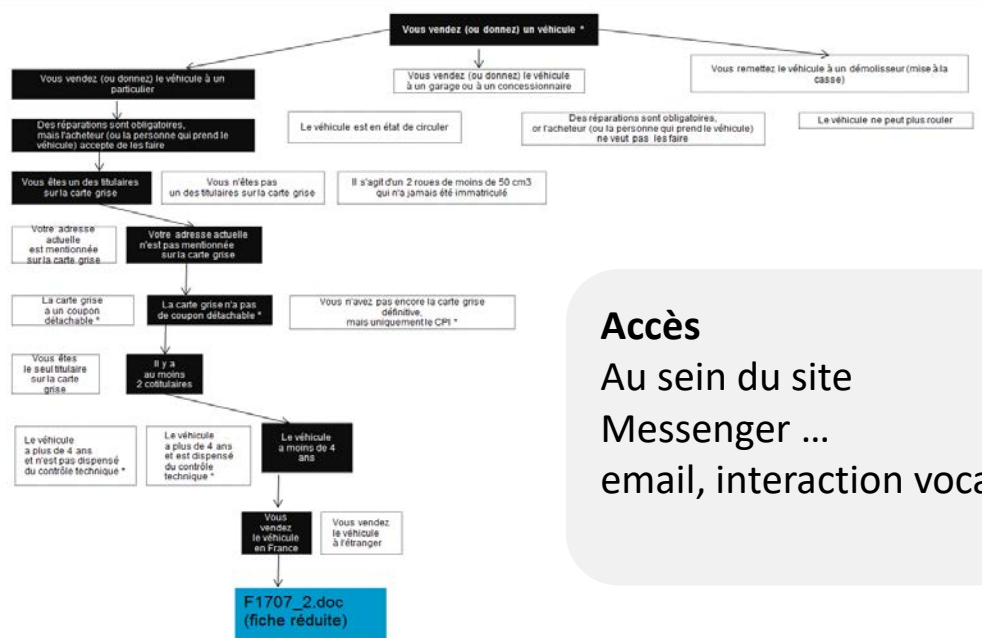 Vous vendez (ou donnez) un véhicule *
Vous vendez (ou donnez) le véhicule à un
particulier
Vous vendez (ou donnez) le véhicule
à un garage ou à un concessionnaire
Vous remettez le véhicule à un démolisseur (mise à la
casse)
Des réparations sont obligatoires,
mais l'acheteur (ou la personne qui prend le
véhicule) accepte de les faire
Le véhicule est en état de circuler
Des réparations sont obligatoires,
or l'acheteur (ou la personne qui prend le véhicule)
ne veut pas les faire
Le véhicule ne peut plus rouler
Vous êtes un des titulaires
sur la carte grise
Vous n'êtes pas
un des titulaires sur la carte grise
Il s'agit d'un 2 roues de moins de 50 cm3
qui n'a jamais été immatriculé
Votre adresse
actuelle
est mentionnée
sur la carte grise
Votre adresse actuelle
n'est pas mentionnée
sur la carte grise
La carte grise
a un coupon
détachable *
La carte grise n'a pas
de coupon détachable *
Vous n'avez pas encore la carte grise
définitive,
mais uniquement le CPI *
Vous êtes
le seul titulaire
sur la carte
grise
Il y a
au moins
2 cotitulaires
Le véhicule
a plus de 4 ans
et n'est pas dispensé
du contrôle technique *
Le véhicule
a plus de 4 ans
et est dispensé
du contrôle
technique *
Le véhicule
a moins de 4
ans
Vous
vendez
le véhicule
en France
Vous vendez
le véhicule
à l'étranger
F1707_2.doc
(fiche réduite)
Accès
Au sein du site
Messenger ...
email, interaction voca